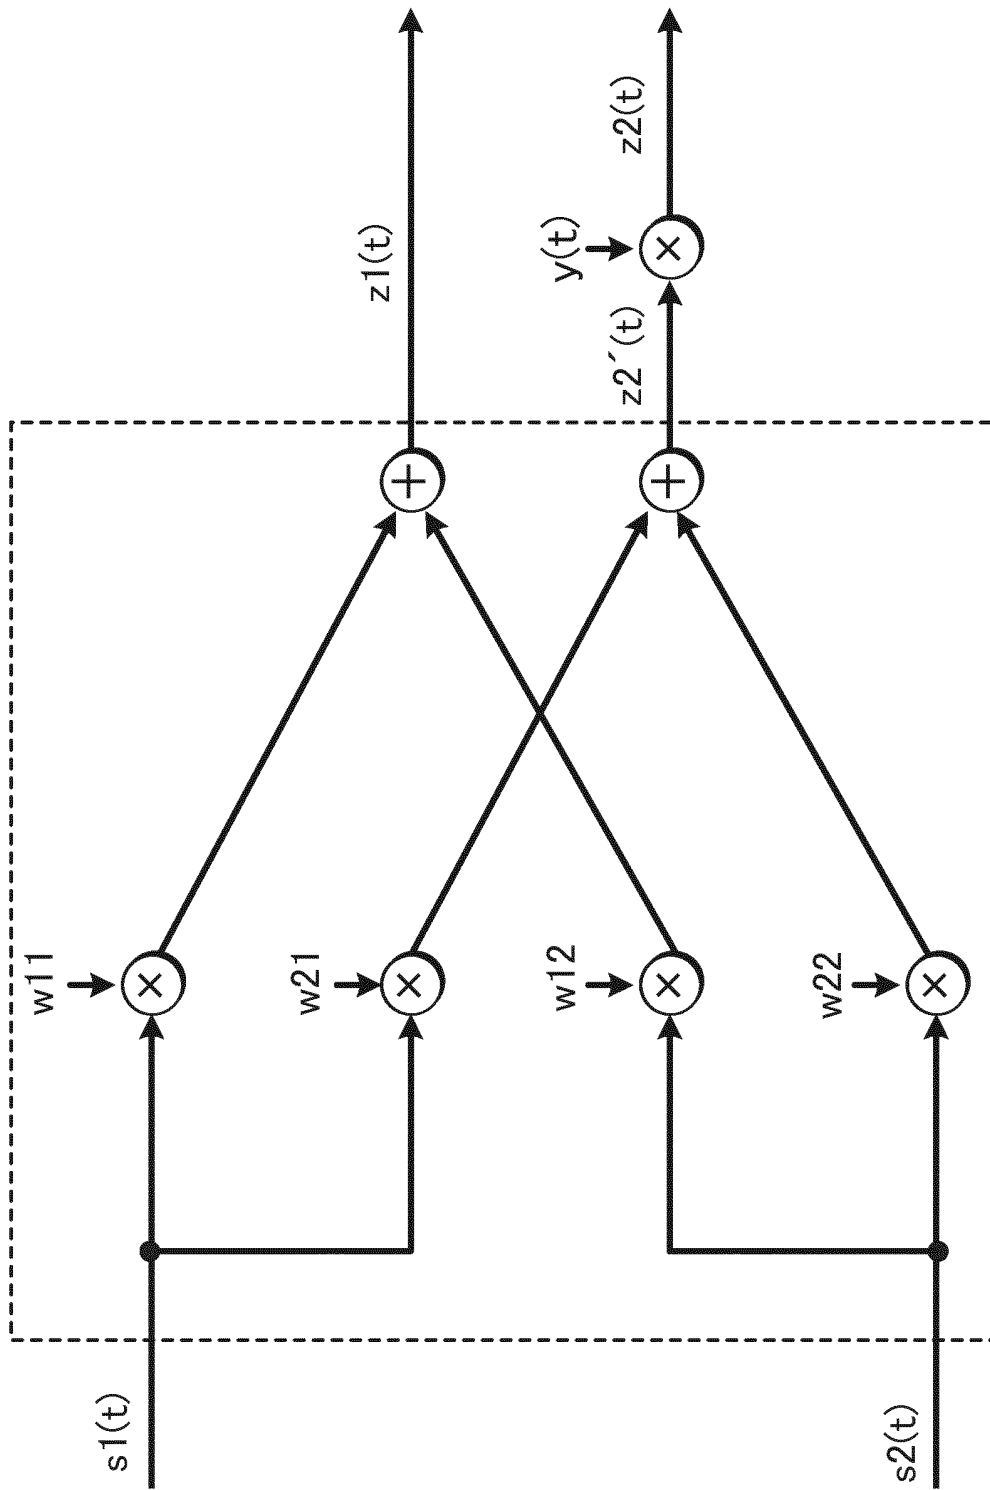 s1(t)
s2(t)
w11
w21
w12
w22
+
+
×
×
×
×
z1(t)
z2´(t)
y(t)
×
z2(t)